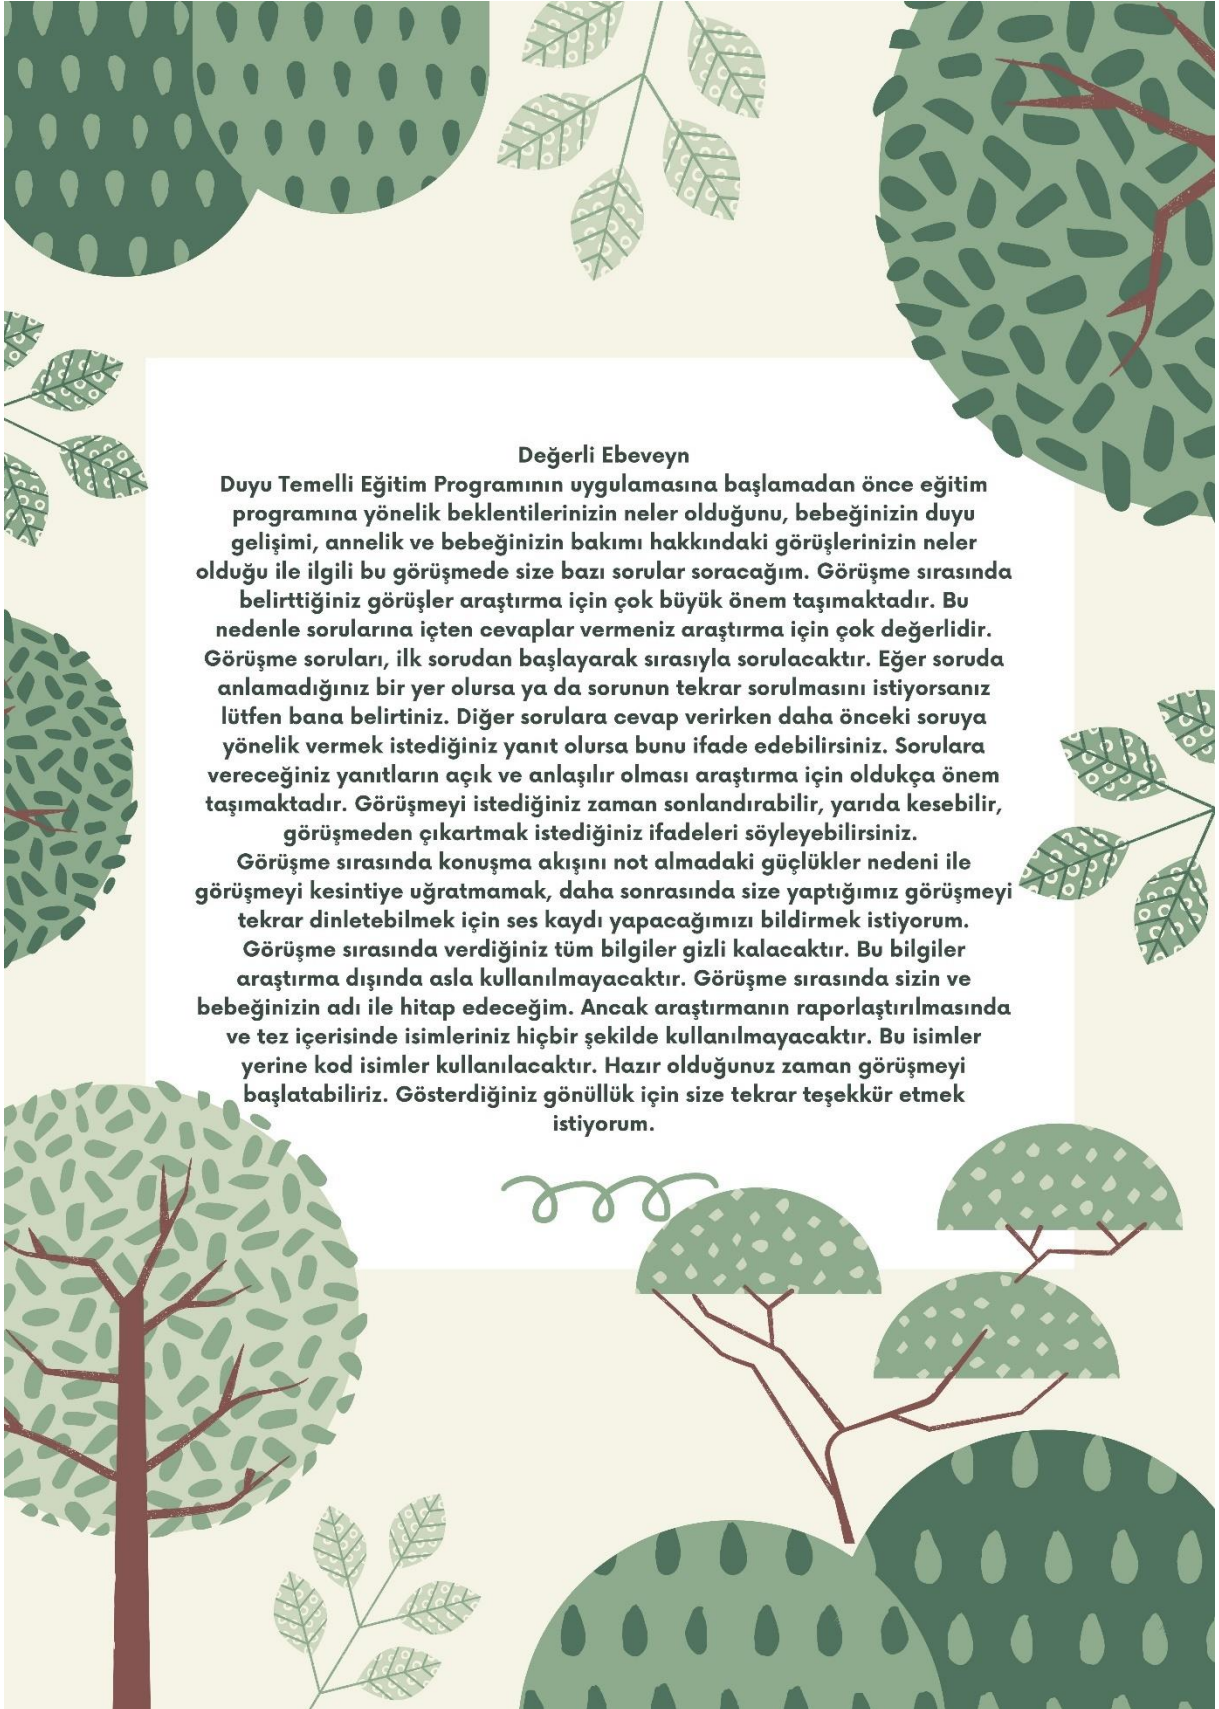 Değerli Ebeveyn
Duyu Temelli Eğitim Programının uygulamasına başlamadan önce eğitim
programına yönelik beklentilerinizin neler olduğunu, bebeğinizin duyu
gelişimi, annelik ve bebeğinizin bakımı hakkındaki görüşlerinizin neler
olduğu ile ilgili bu görüşmede size bazı sorular soracağım. Görüşme sırasında
belirttiğiniz görüşler araştırma için çok büyük önem taşımaktadır. Bu
nedenle sorularına içten cevaplar vermeniz araştırma için çok değerlidir.
Görüşme soruları, ilk sorudan başlayarak sırasıyla sorulacaktır. Eğer soruda
anlamadığınız bir yer olursa ya da sorunun tekrar sorulmasını istiyorsanız
lütfen bana belirtiniz. Diğer sorulara cevap verirken daha önceki soruya
yönelik vermek istediğiniz yanıt olursa bunu ifade edebilirsiniz. Sorulara
vereceğiniz yanıtların açık ve anlaşılır olması araştırma için oldukça önem
taşımaktadır. Görüşmeyi istediğiniz zaman sonlandırabilir, yarıda kesebilir,
görüşmeden çıkartmak istediğiniz ifadeleri söyleyebilirsiniz.
Görüşme sırasında konuşma akışını not almadaki güçlükler nedeni ile
görüşmeyi kesintiye uğratmamak, daha sonrasında size yaptığımız görüşmeyi
tekrar dinletebilmek için ses kaydı yapacağımızı bildirmek istiyorum.
Görüşme sırasında verdiğiniz tüm bilgiler gizli kalacaktır. Bu bilgiler
araştırma dışında asla kullanılmayacaktır. Görüşme sırasında sizin ve
bebeğinizin adı ile hitap edeceğim. Ancak araştırmanın raporlaştırılmasında
ve tez içerisinde isimleriniz hiçbir şekilde kullanılmayacaktır. Bu isimler
yerine kod isimler kullanılacaktır. Hazır olduğunuz zaman görüşmeyi
başlatabiliriz. Gösterdiğiniz gönüllük için size tekrar teşekkür etmek
istiyorum.